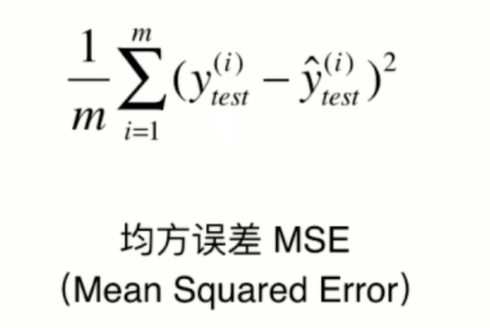 $$\frac{1}{m}\sum_{i=1}^{m}(y_{test}^{(i)} - \hat{y}_{test}^{(i)})^2$$
均方误差 MSE
(Mean Squared Error)